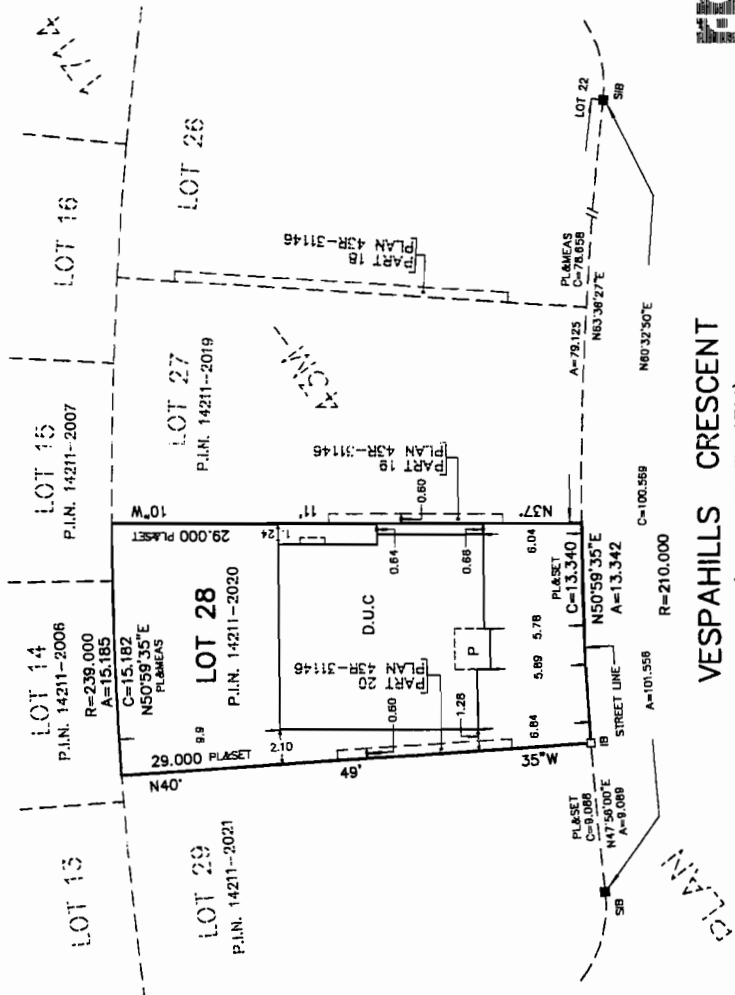 LOT 13
LOT 14
P.I.N. 14211-2006
LOT 15
P.I.N. 14211-2007
LOT 16
R=239.000
A=15.185
C=15.182
N50°59'35"E
PL&MEAS
LOT 26
LOT 27
P.I.N. 14211-2019
LOT 28
P.I.N. 14211-2020
LOT 29
P.I.N. 14211-2021
PART 18
PLAN 43R-31146
PART 19
PLAN 43R-31146
PART 20
PLAN 43R-31146
29.000 PL&SET
N37° 11' 10"W
29.000 PL&SET
N40° 49' 35"W
9.9
2.10
1.24
0.64
0.68
0.60
0.60
1.28
D.U.C
P
6.04
5.78
5.89
6.84
PL&SET
C=13.340
N50°59'35"E
A=13.342
PL&MEAS
C=78.658
N63°36'27"E
A=79.125
LOT 22
SIB
N60°32'50"E
C=100.569
R=210.000
A=101.558
STREET LINE
IB
PL&SET
C=9.088
N47°58'00"E
A=9.089
SIB
PLAN
VESPAHILLS CRESCENT